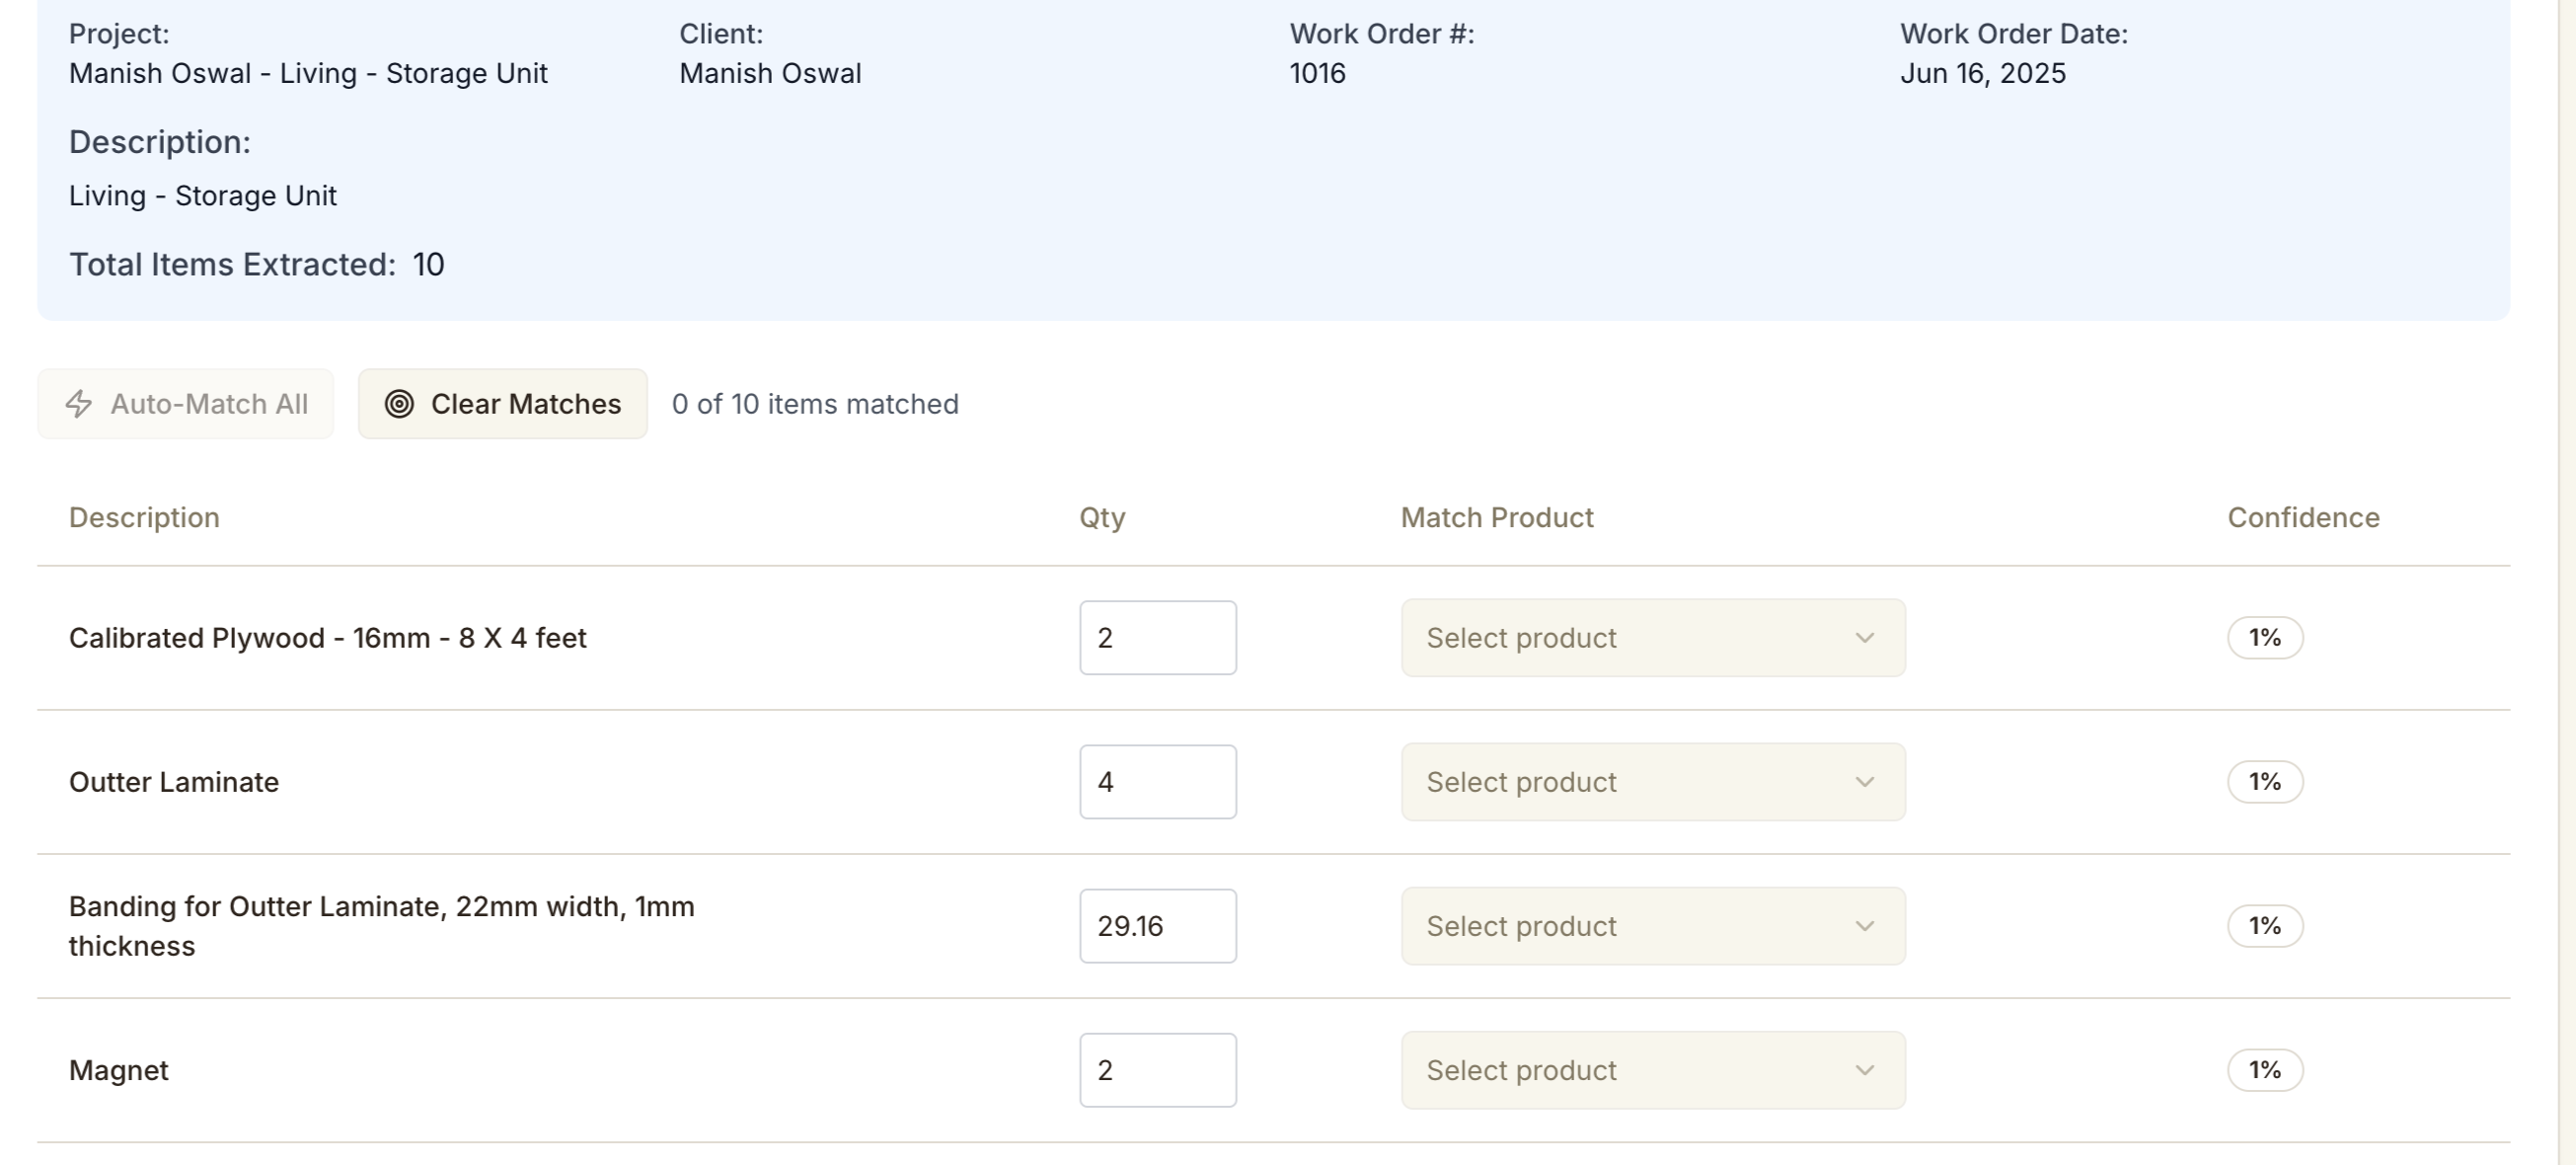 Project:
Manish Oswal - Living - Storage Unit
Client:
Manish Oswal
Work Order #:
1016
Work Order Date:
Jun 16, 2025
Description:
Living - Storage Unit
Total Items Extracted: 10
Auto-Match All
Clear Matches
0 of 10 items matched
Description Qty Match Product Confidence
Calibrated Plywood - 16mm - 8 X 4 feet 2 Select product 1%
Outter Laminate 4 Select product 1%
Banding for Outter Laminate, 22mm width, 1mm
thickness
29.16 Select product 1%
Magnet 2 Select product 1%